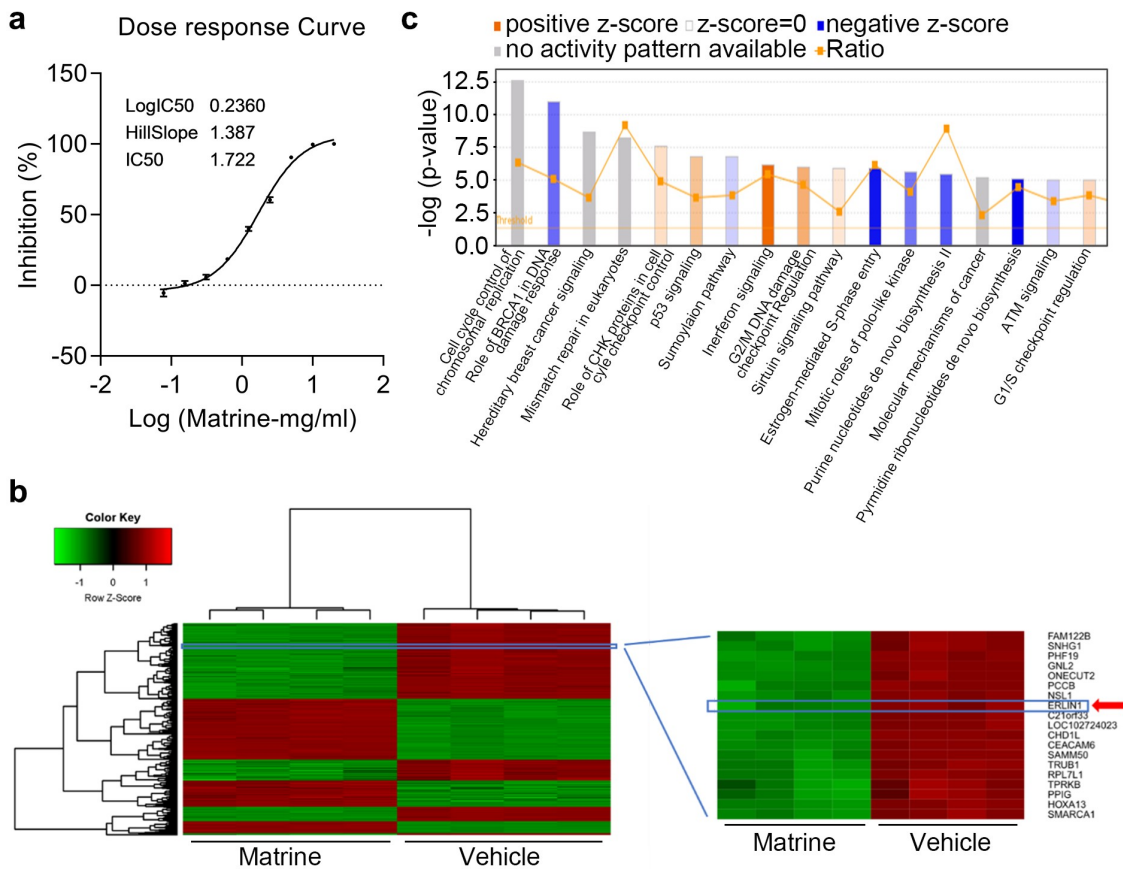 a
Dose response Curve
Inhibition (%)
150
100
50
0
-50
LogIC50 0.2360
HillSlope 1.387
IC50 1.722
-2 -1 0 1 2
Log (Matrine-mg/ml)
c
positive z-score z-score=0 negative z-score
no activity pattern available Ratio
-log (p-value)
12.5
10.0
7.5
5.0
2.5
0.0
Threshold
Cell cycle control of
chromosomal replication
Role of BRCA1 in DNA
damage response
Hereditary breast cancer signaling
Mismatch repair in eukaryotes
Role of CHK proteins in cell
cyle checkpoint control
p53 signaling
Sumoylaion pathway
Inerferon signaling
G2/M DNA damage
checkpoint Regulation
Sirtuin signaling pathway
Estrogen-mediated S-phase entry
Mitotic roles of polo-like kinase
Purine nucleotides de novo biosynthesis II
Molecular mechanisms of cancer
Pyrmidine ribonucleotides de novo biosynthesis
ATM signaling
G1/S checkpoint regulation
b
Color Key
-1 0 1
Row Z-Score
Matrine Vehicle
FAM122B
SNHG1
PHF19
GNL2
ONECUT2
PCCB
NSL1
ERLIN1
C21orf33
LOC102724023
CHD1L
CEACAM6
SAMM50
TRUB1
RPL7L1
TPRKB
PPIG
HOXA13
SMARCA1
Matrine Vehicle